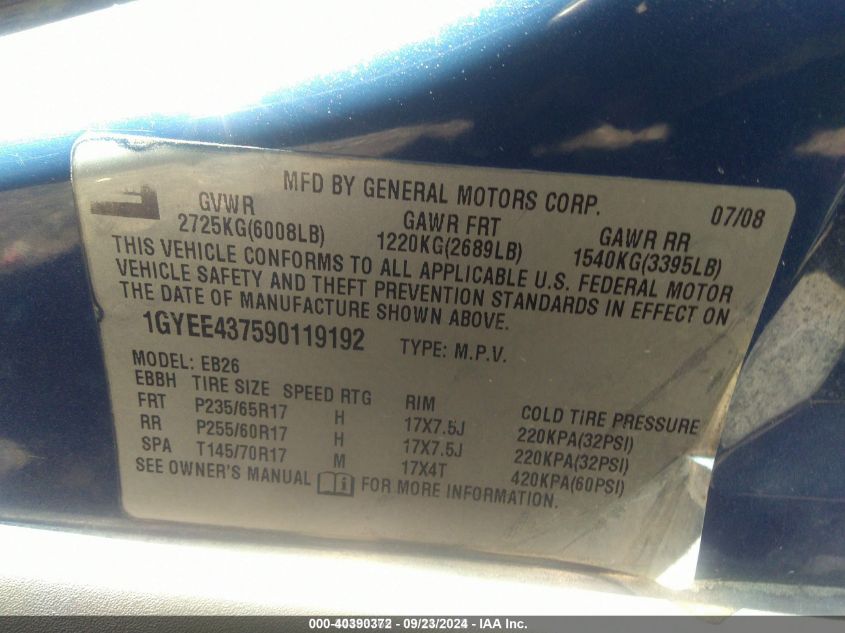 MFD BY GENERAL MOTORS CORP. 07/08
GVWR GAWR FRT GAWR RR
2725KG(6008LB) 1220KG(2689LB) 1540KG(3395LB)
THIS VEHICLE CONFORMS TO ALL APPLICABLE U.S. FEDERAL MOTOR
VEHICLE SAFETY AND THEFT PREVENTION STANDARDS IN EFFECT ON
THE DATE OF MANUFACTURE SHOWN ABOVE.
1GYEE437590119192 TYPE: M.P.V.
MODEL: EB26
EBBH TIRE SIZE SPEED RTG RIM COLD TIRE PRESSURE
FRT P235/65R17 H 17X7.5J 220KPA(32PSI)
RR P255/60R17 H 17X7.5J 220KPA(32PSI)
SPA T145/70R17 M 17X4T 420KPA(60PSI)
SEE OWNER'S MANUAL i FOR MORE INFORMATION.
000-40390372 - 09/23/2024 - IAA Inc.